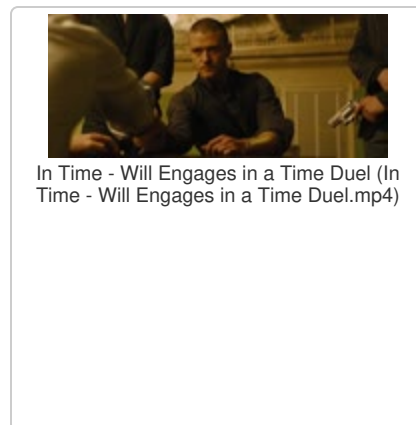 In Time - Will Engages in a Time Duel (In
Time - Will Engages in a Time Duel.mp4)